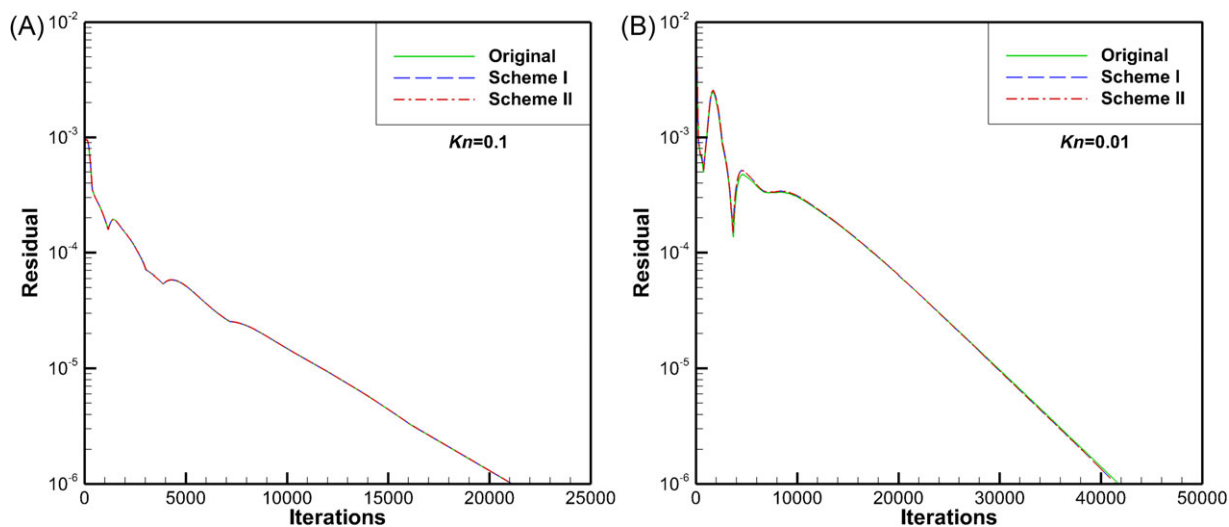 (A)
10^-2
10^-3
10^-4
10^-5
10^-6
Residual
Original
Scheme I
Scheme II
Kn=0.1
0 5000 10000 15000 20000 25000
Iterations
(B)
10^-2
10^-3
10^-4
10^-5
10^-6
Residual
Original
Scheme I
Scheme II
Kn=0.01
0 10000 20000 30000 40000 50000
Iterations